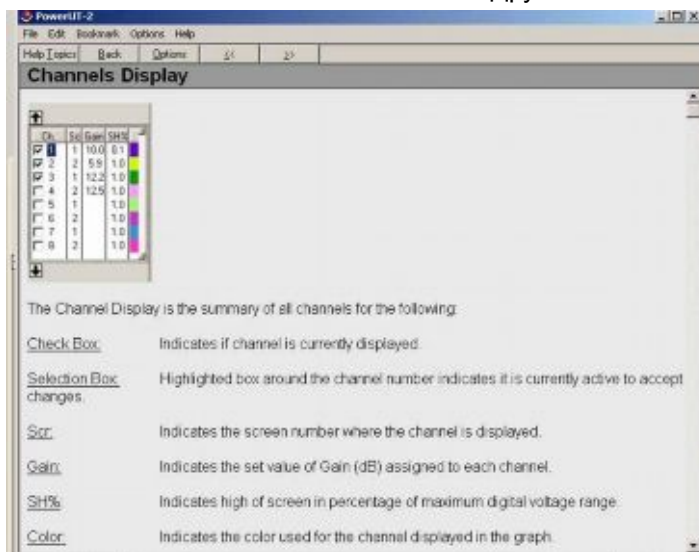 PowerUT-2
File Edit Bookmark Options Help
Help Topics Back Options << >>
Channels Display
Ch. Sc Gain SH%
1 1 10.0 0.1
2 2 5.9 1.0
3 1 12.2 1.0
4 2 12.5 1.0
5 1 1.0
6 2 1.0
7 1 1.0
8 2 1.0
The Channel Display is the summary of all channels for the following:
Check Box: Indicates if channel is currently displayed.
Selection Box: Highlighted box around the channel number indicates it is currently active to accept
changes.
Scr: Indicates the screen number where the channel is displayed.
Gain: Indicates the set value of Gain (dB) assigned to each channel.
SH% Indicates high of screen in percentage of maximum digital voltage range.
Color: Indicates the color used for the channel displayed in the graph.